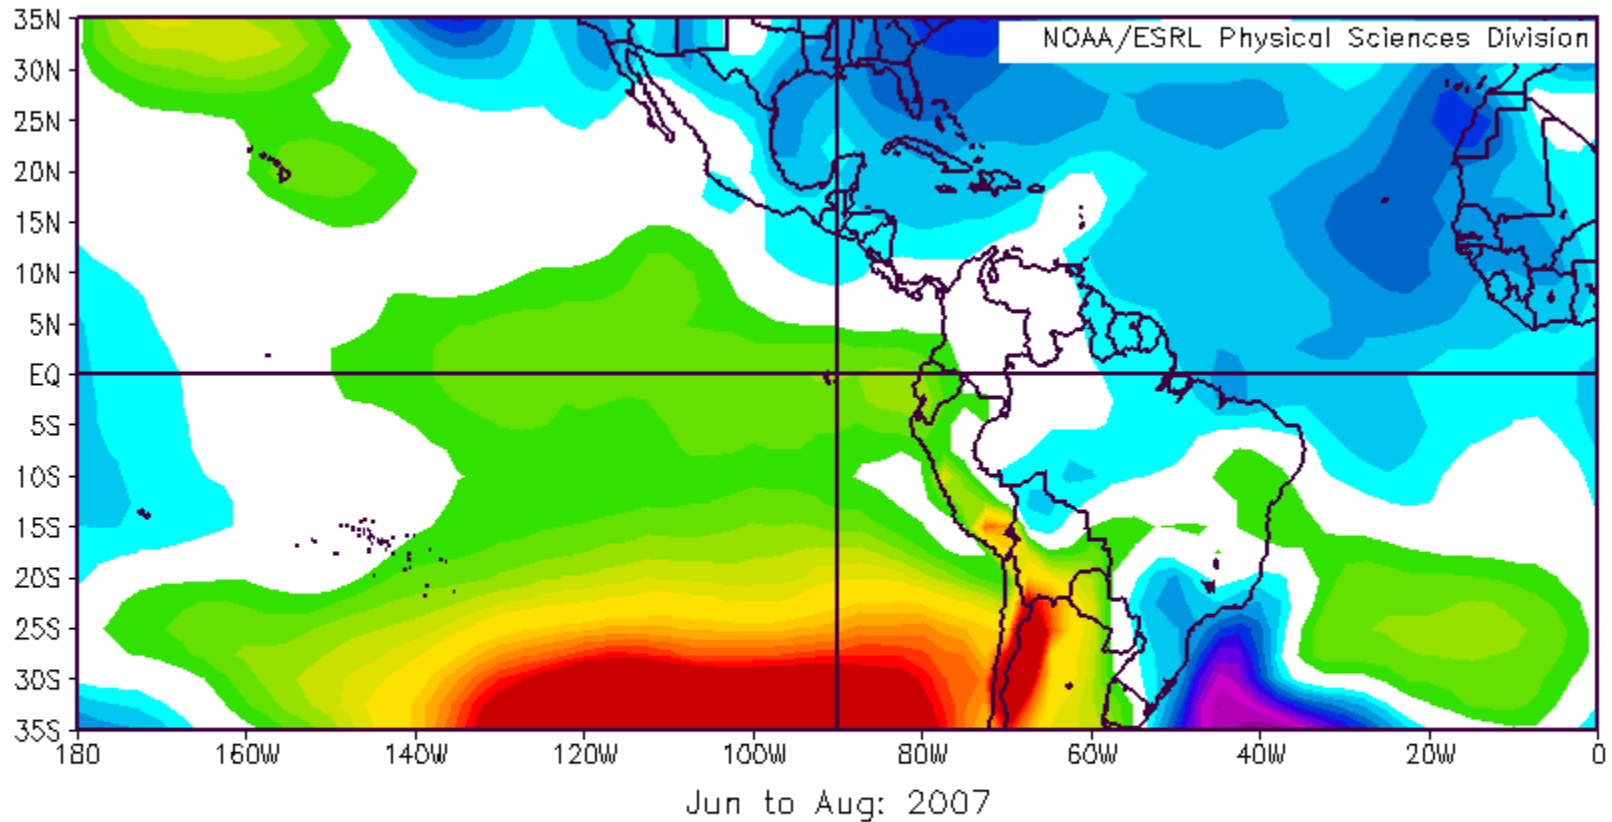 NOAA/ESRL Physical Sciences Division
35N
30N
25N
20N
15N
10N
5N
EQ
5S
10S
15S
20S
25S
30S
35S
180 160W 140W 120W 100W 80W 60W 40W 20W 0
Jun to Aug: 2007